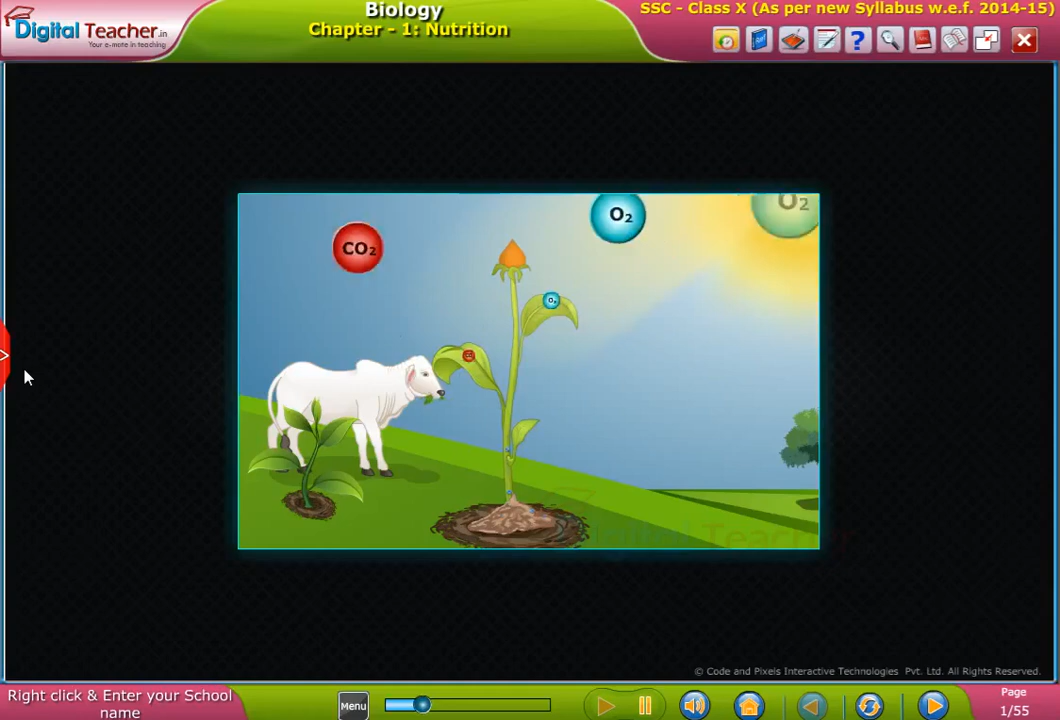 Digital Teacher.in
Your e-mate in teaching
Biology
Chapter - 1: Nutrition
SSC - Class X (As per new Syllabus w.e.f. 2014-15)
?
O₂
O₂
CO₂
O₂
Digital Teacher
© Code and Pixels Interactive Technologies Pvt. Ltd. All Rights Reserved.
Right click & Enter your School
name
Menu
Page
1/55